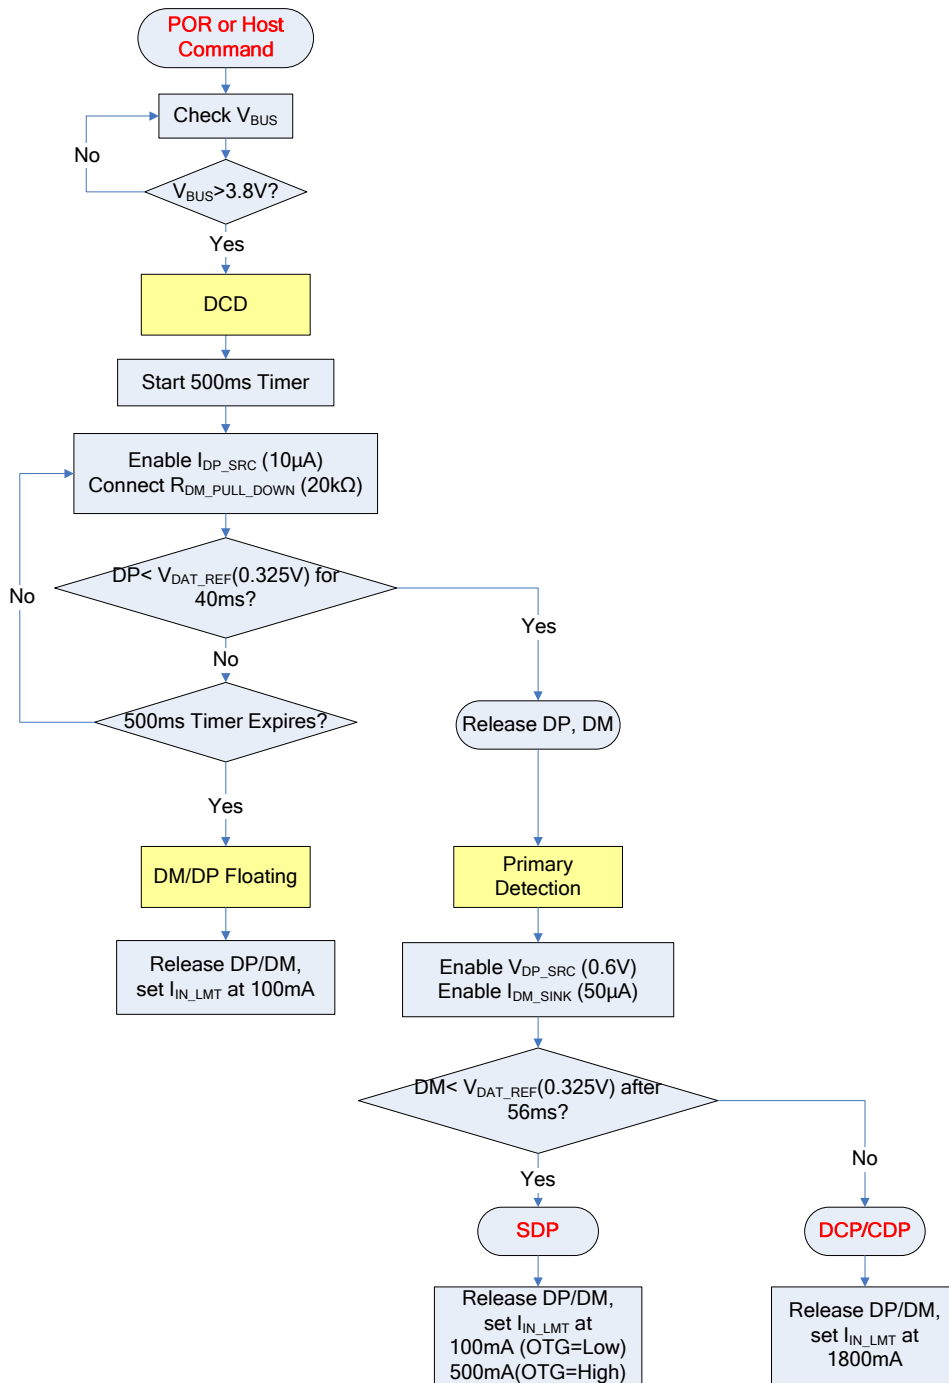 POR or Host
Command
Check VBUS
No
VBUS>3.8V?
Yes
DCD
Start 500ms Timer
Enable IDP_SRC (10µA)
Connect RDM_PULL_DOWN (20kΩ)
DP< VDAT_REF(0.325V) for
40ms?
No
Yes
No
500ms Timer Expires?
Release DP, DM
Yes
DM/DP Floating
Primary
Detection
Release DP/DM,
set IIN_LMT at 100mA
Enable VDP_SRC (0.6V)
Enable IDM_SINK (50µA)
DM< VDAT_REF(0.325V) after
56ms?
Yes
No
SDP
DCP/CDP
Release DP/DM,
set IIN_LMT at
100mA (OTG=Low)
500mA(OTG=High)
Release DP/DM,
set IIN_LMT at
1800mA